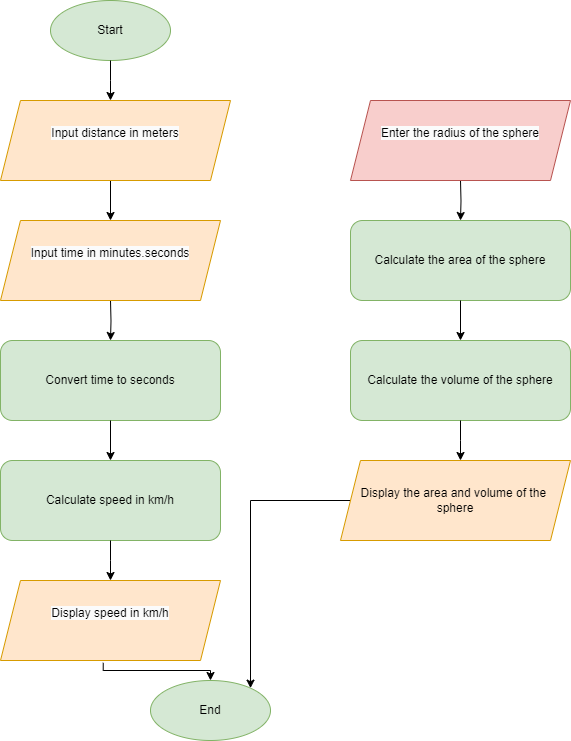 Start
Input distance in meters
Input time in minutes.seconds
Convert time to seconds
Calculate speed in km/h
Display speed in km/h
Enter the radius of the sphere
Calculate the area of the sphere
Calculate the volume of the sphere
Display the area and volume of the
sphere
End